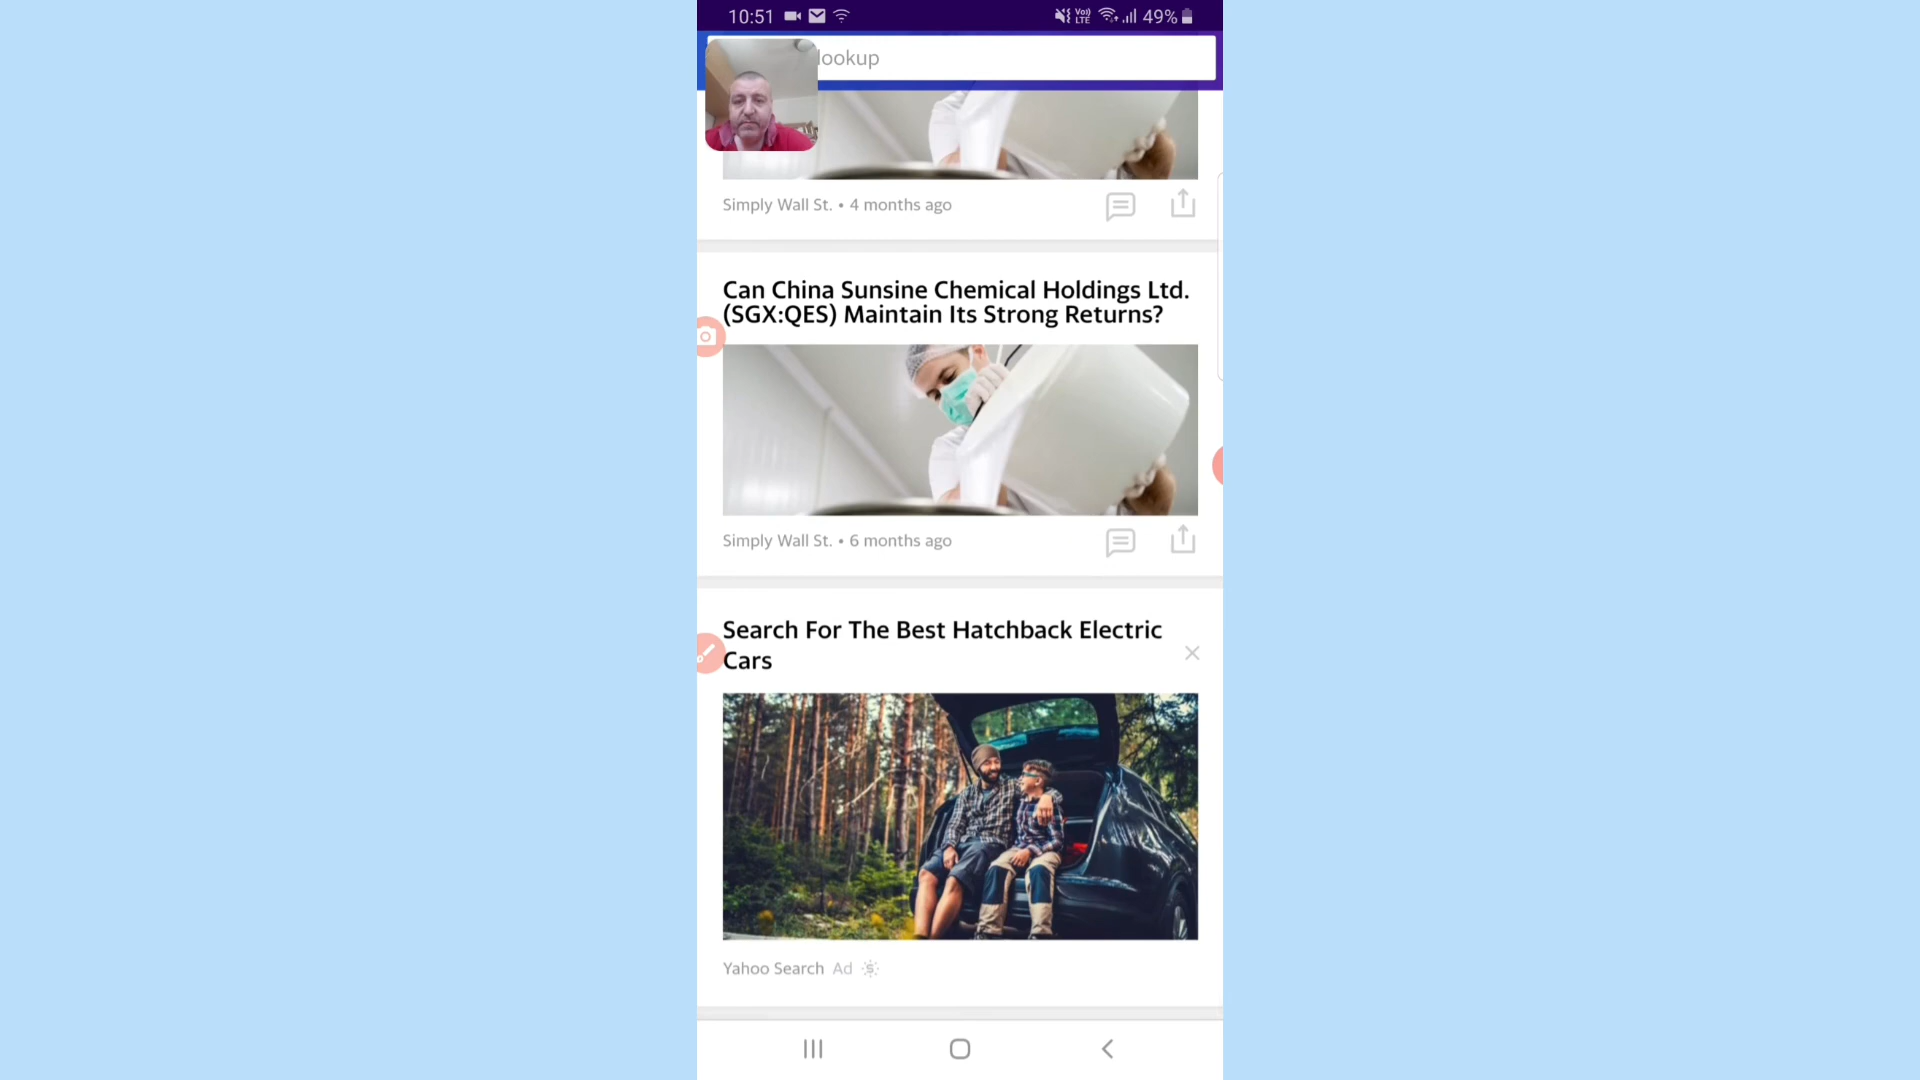 10:51
Vo))
LTE
49%
lookup
Simply Wall St. • 4 months ago
Can China Sunsine Chemical Holdings Ltd.
(SGX:QES) Maintain Its Strong Returns?
Simply Wall St. • 6 months ago
Search For The Best Hatchback Electric
Cars
Yahoo Search Ad